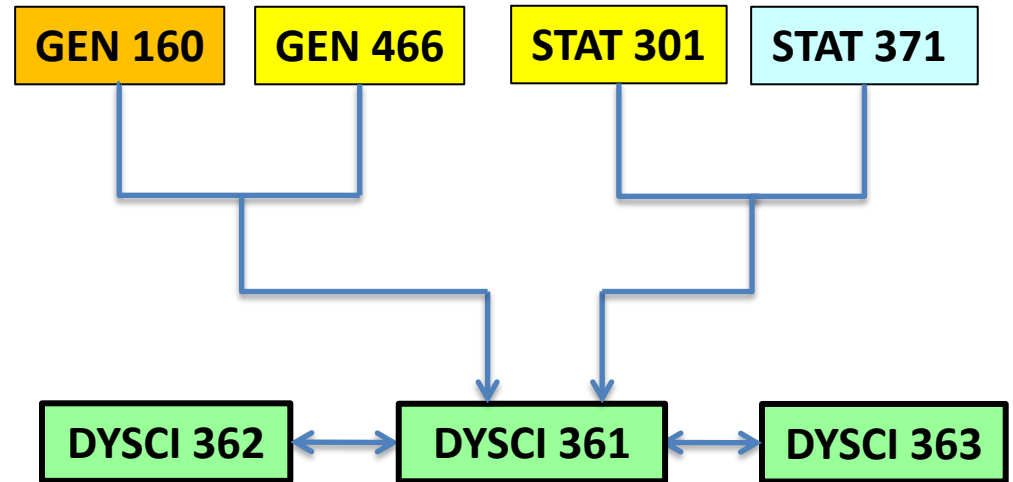 GEN 160
GEN 466
STAT 301
STAT 371
DYSCI 362
DYSCI 361
DYSCI 363